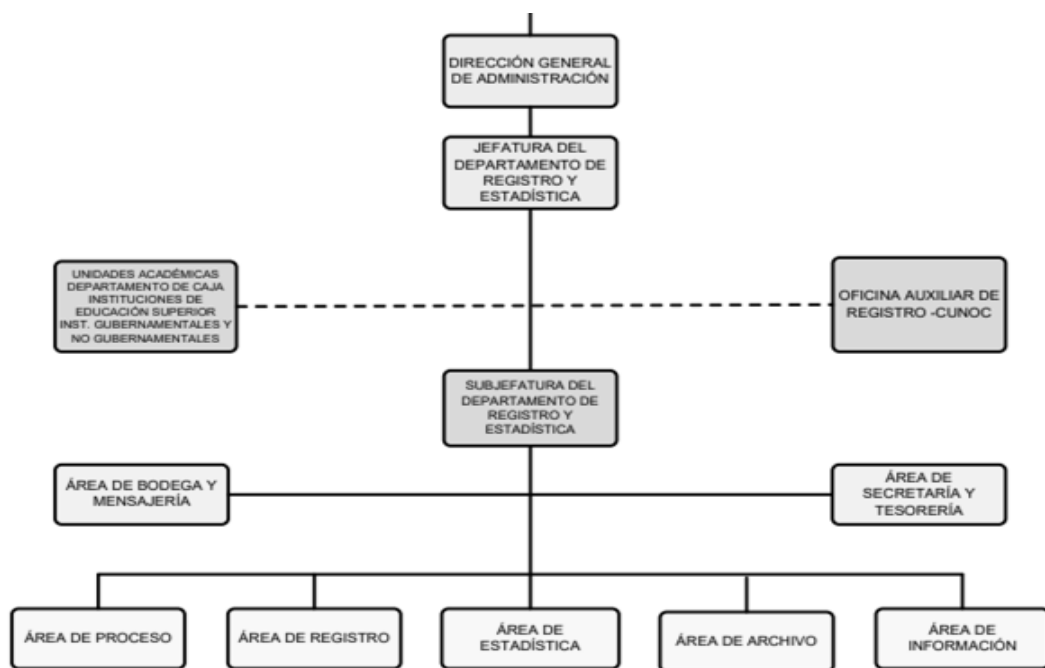 DIRECCIÓN GENERAL
DE ADMINISTRACIÓN
JEFATURA DEL
DEPARTAMENTO DE
REGISTRO Y
ESTADÍSTICA
UNIDADES ACADÉMICAS
DEPARTAMENTO DE CAJA
INSTITUCIONES DE
EDUCACIÓN SUPERIOR
INST. GUBERNAMENTALES Y
NO GUBERNAMENTALES
OFICINA AUXILIAR DE
REGISTRO -CUNOC
SUBJEFATURA DEL
DEPARTAMENTO DE
REGISTRO Y
ESTADÍSTICA
ÁREA DE BODEGA Y
MENSAJERÍA
ÁREA DE
SECRETARÍA Y
TESORERÍA
ÁREA DE PROCESO
ÁREA DE REGISTRO
ÁREA DE
ESTADÍSTICA
ÁREA DE ARCHIVO
ÁREA DE
INFORMACIÓN